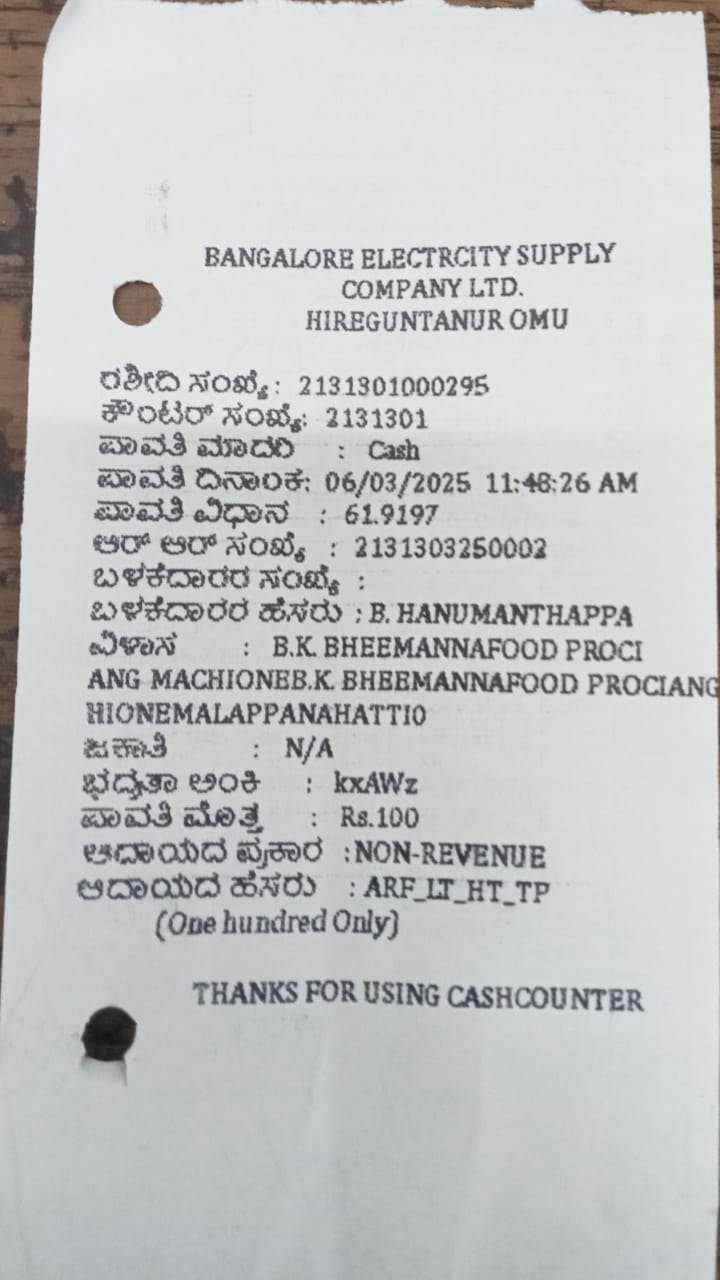 BANGALORE ELECTRCITY SUPPLY
COMPANY LTD.
HIREGUNTANUR OMU
ರಶೀದಿ ಸಂಖ್ಯೆ : 2131301000295
ಕೌಂಟರ್ ಸಂಖ್ಯೆ: 2131301
ಪಾವತಿ ಮಾದರಿ : Cash
ಪಾವತಿ ದಿನಾಂಕ: 06/03/2025 11:48:26 AM
ಪಾವತಿ ವಿಧಾನ : 61.9197
ಆರ್ ಆರ್ ಸಂಖ್ಯೆ : 2131303250002
ಬಳಕೆದಾರರ ಸಂಖ್ಯೆ :
ಬಳಕೆದಾರರ ಹೆಸರು : B. HANUMANTHAPPA
ವಿಳಾಸ : B.K. BHEEMANNAFOOD PROCI
ANG MACHIONEB.K. BHEEMANNAFOOD PROCIANG
HIONEMALAPPANAHATTI0
ಜಕಾತಿ : N/A
ಭದ್ರತಾ ಅಂಕಿ : kxAWz
ಪಾವತಿ ಮೊತ್ತ : Rs.100
ಆದಾಯದ ಪ್ರಕಾರ :NON-REVENUE
ಆದಾಯದ ಹೆಸರು : ARF_LT_HT_TP
(One hundred Only)
THANKS FOR USING CASHCOUNTER